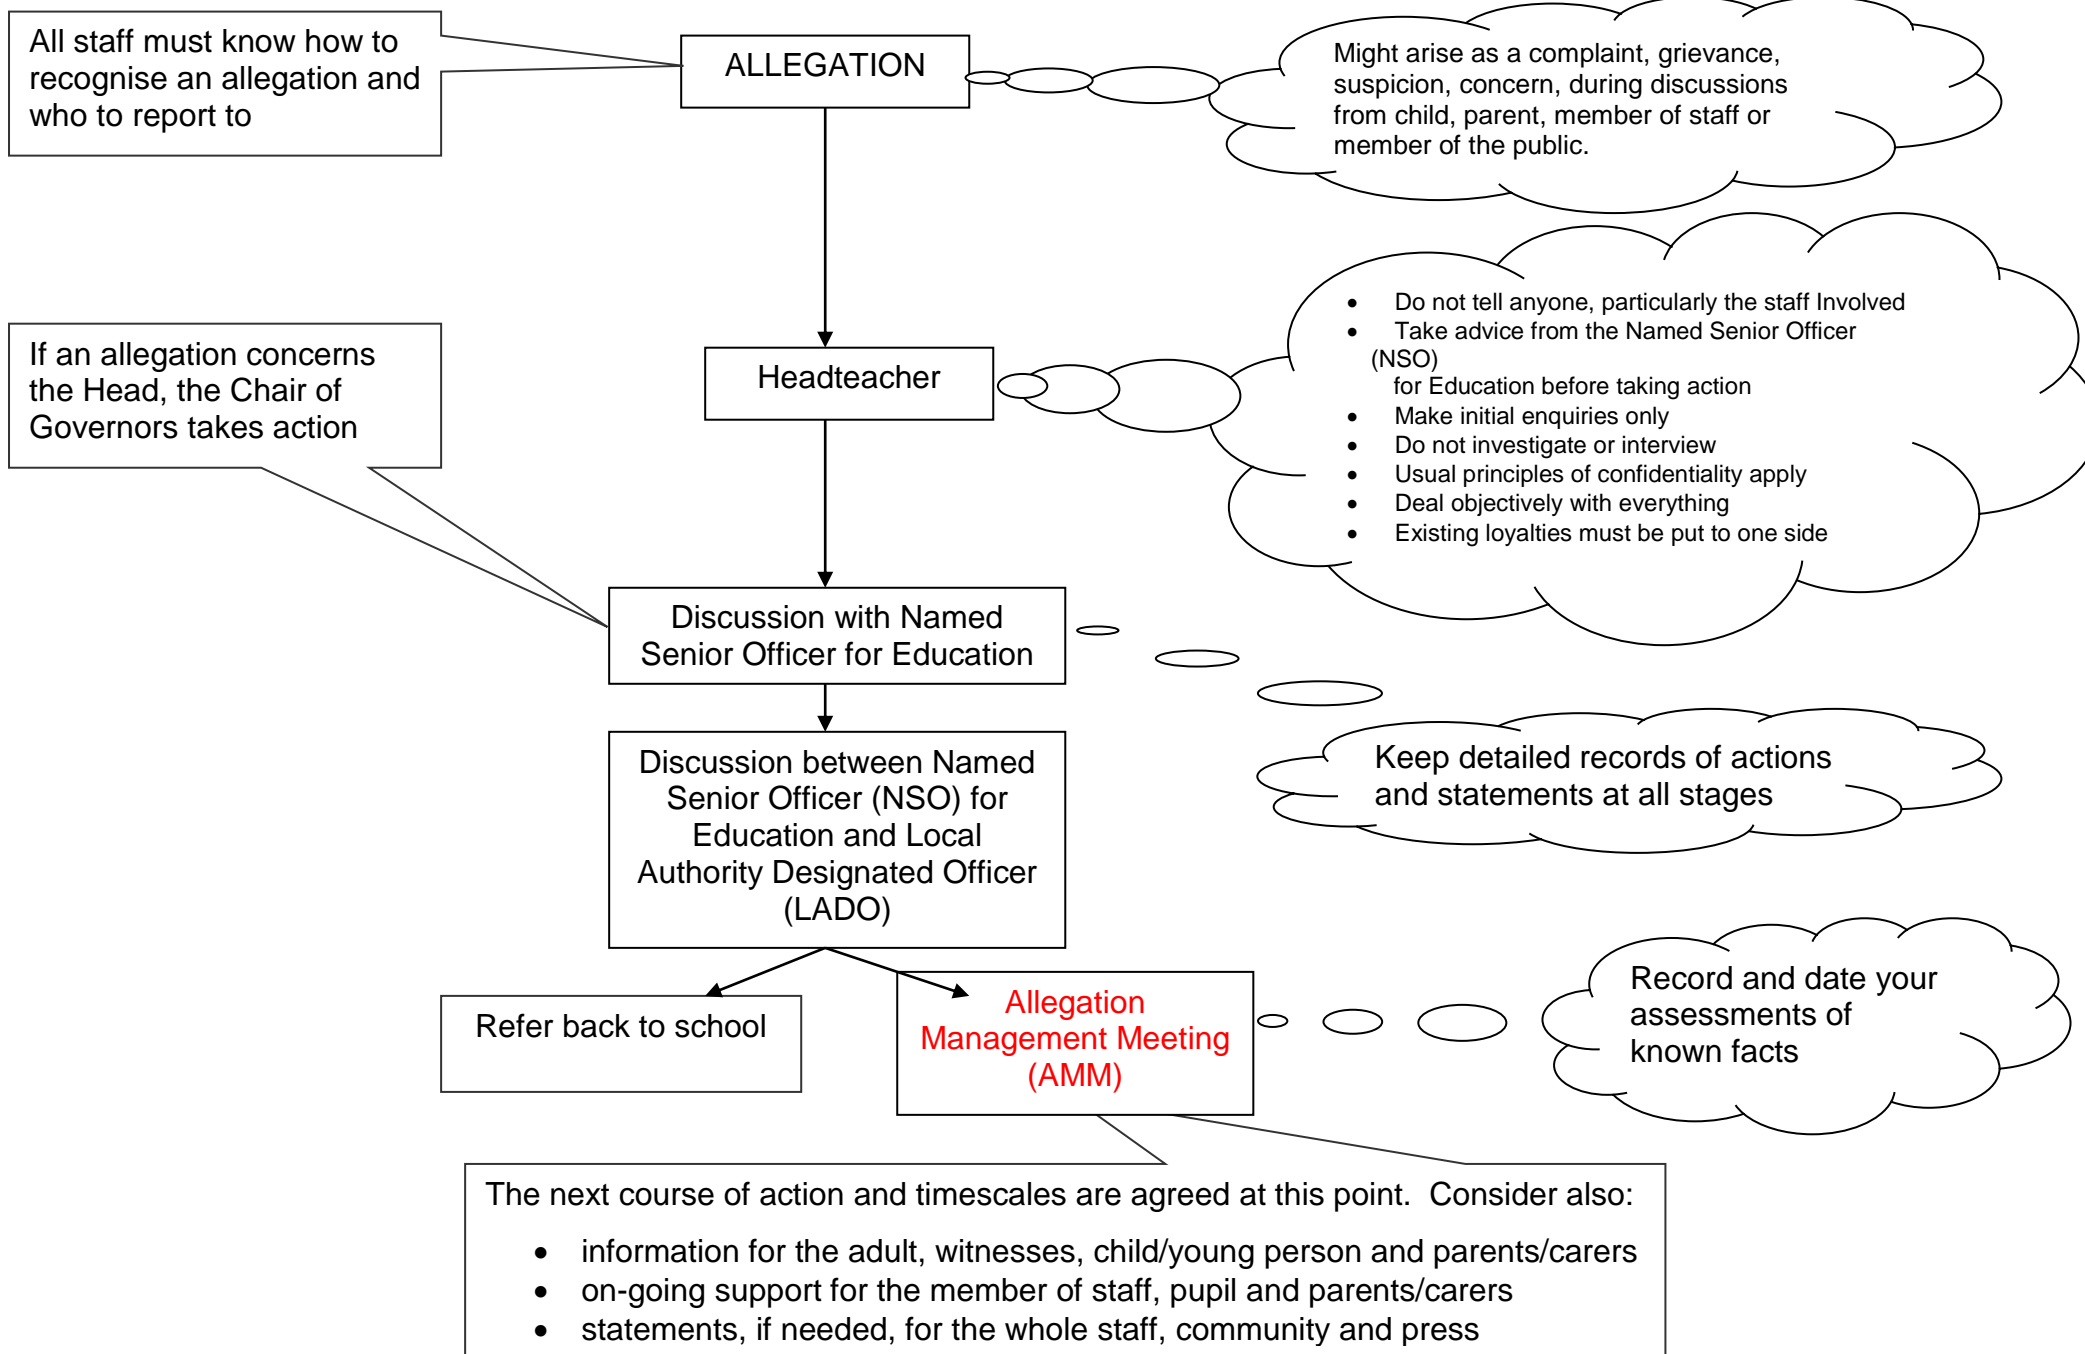 All staff must know how to
recognise an allegation and
who to report to
ALLEGATION
Might arise as a complaint, grievance,
suspicion, concern, during discussions
from child, parent, member of staff or
member of the public.
If an allegation concerns
the Head, the Chair of
Governors takes action
Headteacher
• Do not tell anyone, particularly the staff Involved
• Take advice from the Named Senior Officer
(NSO)
for Education before taking action
• Make initial enquiries only
• Do not investigate or interview
• Usual principles of confidentiality apply
• Deal objectively with everything
• Existing loyalties must be put to one side
Discussion with Named
Senior Officer for Education
Keep detailed records of actions
and statements at all stages
Discussion between Named
Senior Officer (NSO) for
Education and Local
Authority Designated Officer
(LADO)
Refer back to school
Allegation
Management Meeting
(AMM)
Record and date your
assessments of
known facts
The next course of action and timescales are agreed at this point.  Consider also:
• information for the adult, witnesses, child/young person and parents/carers
• on-going support for the member of staff, pupil and parents/carers
• statements, if needed, for the whole staff, community and press